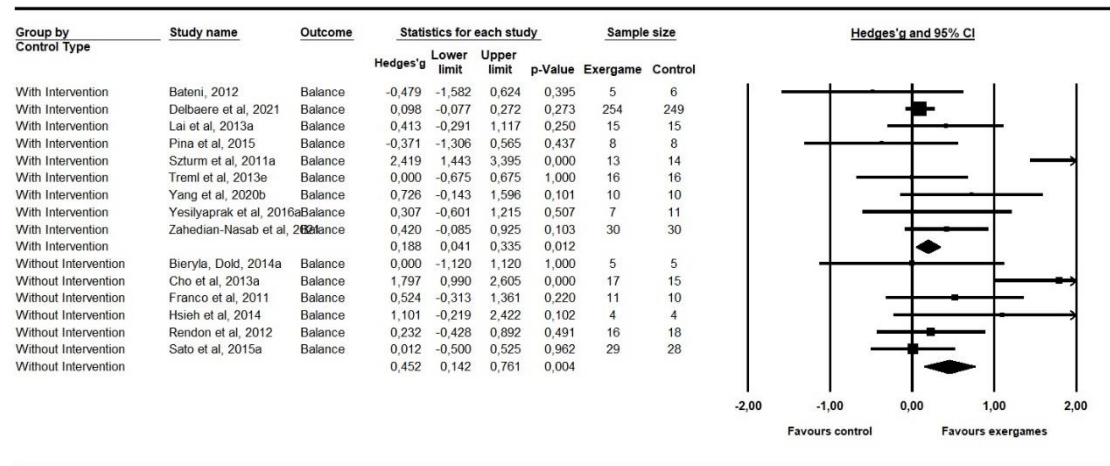 Group by Study name Outcome Statistics for each study Sample size Hedges'g and 95% CI
Control Type
Hedges'g Lower limit Upper limit p-Value Exergame Control
With Intervention Bateni, 2012 Balance -0,479 -1,582 0,624 0,395 5 6
With Intervention Delbaere et al, 2021 Balance 0,098 -0,077 0,272 0,273 254 249
With Intervention Lai et al, 2013a Balance 0,413 -0,291 1,117 0,250 15 15
With Intervention Pina et al, 2015 Balance -0,371 -1,306 0,565 0,437 8 8
With Intervention Szturm et al, 2011a Balance 2,419 1,443 3,395 0,000 13 14
With Intervention Treml et al, 2013e Balance 0,000 -0,675 0,675 1,000 16 16
With Intervention Yang et al, 2020b Balance 0,726 -0,143 1,596 0,101 10 10
With Intervention Yesilyaprak et al, 2016aBalance 0,307 -0,601 1,215 0,507 7 11
With Intervention Zahedian-Nasab et al, Balance 0,420 -0,085 0,925 0,103 30 30
With Intervention 0,188 0,041 0,335 0,012
Without Intervention Bieryla, Dold, 2014a Balance 0,000 -1,120 1,120 1,000 5 5
Without Intervention Cho et al, 2013a Balance 1,797 0,990 2,605 0,000 17 15
Without Intervention Franco et al, 2011 Balance 0,524 -0,313 1,361 0,220 11 10
Without Intervention Hsieh et al, 2014 Balance 1,101 -0,219 2,422 0,102 4 4
Without Intervention Rendon et al, 2012 Balance 0,232 -0,428 0,892 0,491 16 18
Without Intervention Sato et al, 2015a Balance 0,012 -0,500 0,525 0,962 29 28
Without Intervention 0,452 0,142 0,761 0,004
-2,00 -1,00 0,00 1,00 2,00
Favours control Favours exergames